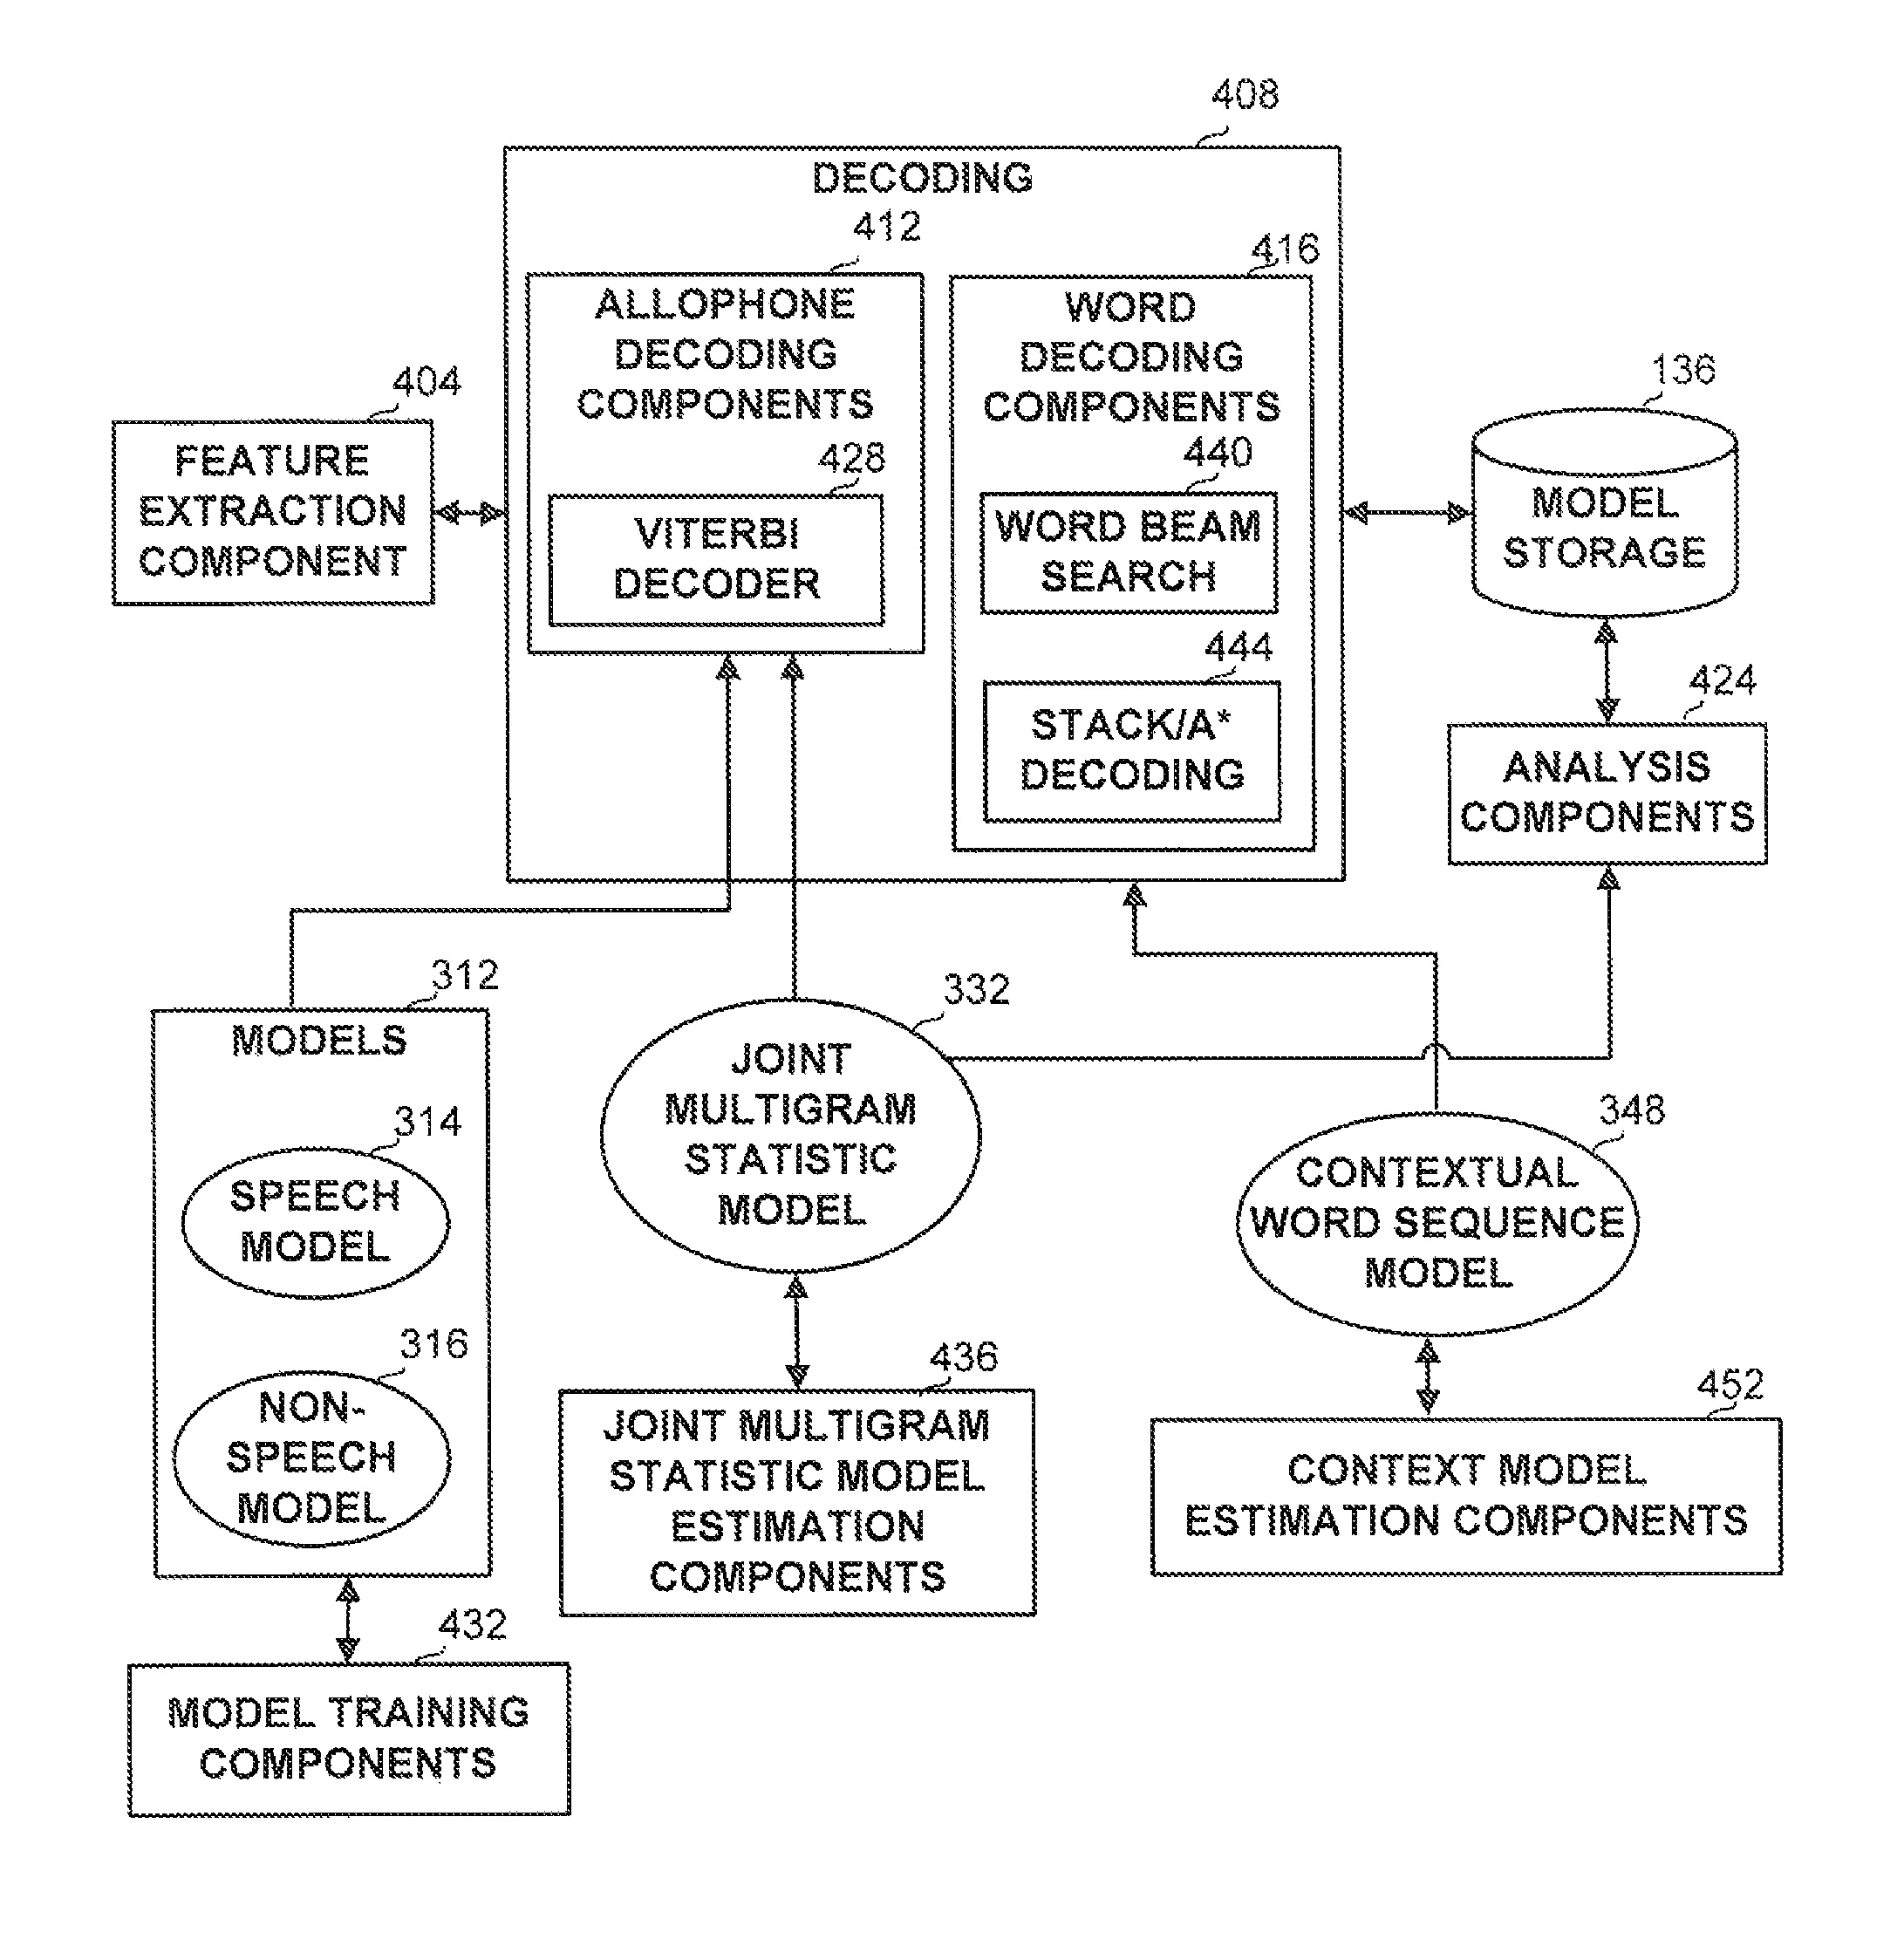 408
DECODING
412
416
ALLOPHONE
DECODING
COMPONENTS
WORD
DECODING
COMPONENTS
136
404
FEATURE
EXTRACTION
COMPONENT
428
VITERBI
DECODER
440
WORD BEAM
SEARCH
MODEL
STORAGE
444
STACK/A*
DECODING
424
ANALYSIS
COMPONENTS
312
MODELS
314
SPEECH
MODEL
316
NON-
SPEECH
MODEL
332
JOINT
MULTIGRAM
STATISTIC
MODEL
348
CONTEXTUAL
WORD SEQUENCE
MODEL
436
JOINT MULTIGRAM
STATISTIC MODEL
ESTIMATION
COMPONENTS
452
CONTEXT MODEL
ESTIMATION COMPONENTS
432
MODEL TRAINING
COMPONENTS